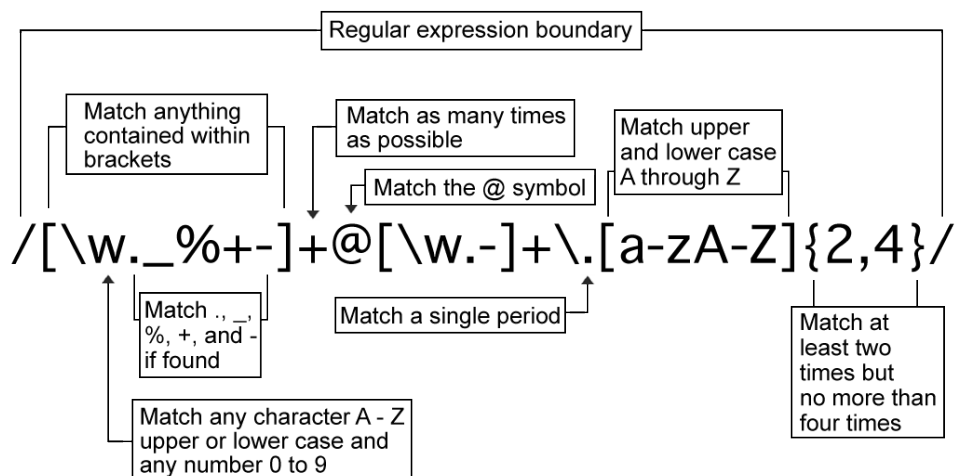 Regular expression boundary
Match anything
contained within
brackets
Match as many times
as possible
Match upper
and lower case
A through Z
Match the @ symbol
/[\w._%+-]+@[\w.-]+\.[a-zA-Z]{2,4}/
Match ., _,
%, +, and -
if found
Match a single period
Match at
least two
times but
no more than
four times
Match any character A - Z
upper or lower case and
any number 0 to 9